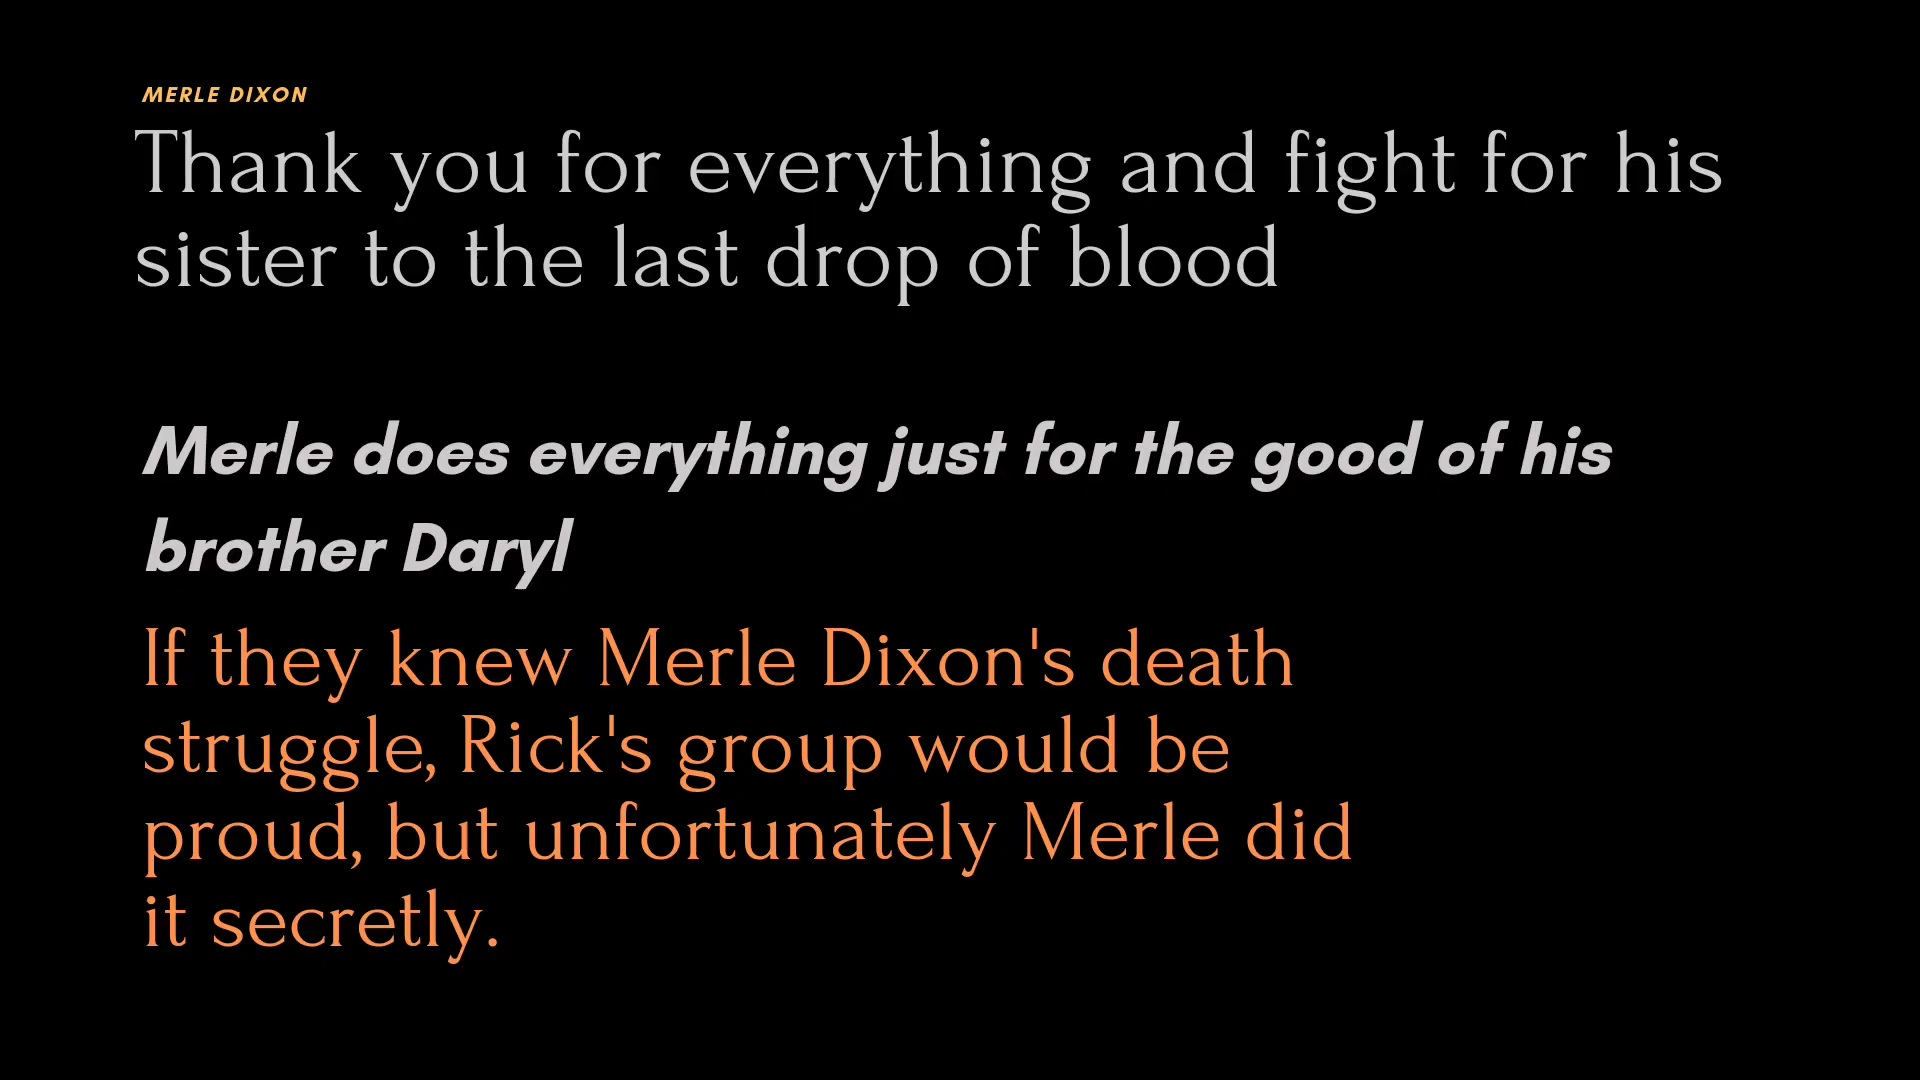 MERLE DIXON
Thank you for everything and fight for his
sister to the last drop of blood
Merle does everything just for the good of his
brother Daryl
If they knew Merle Dixon's death
struggle, Rick's group would be
proud, but unfortunately Merle did
it secretly.